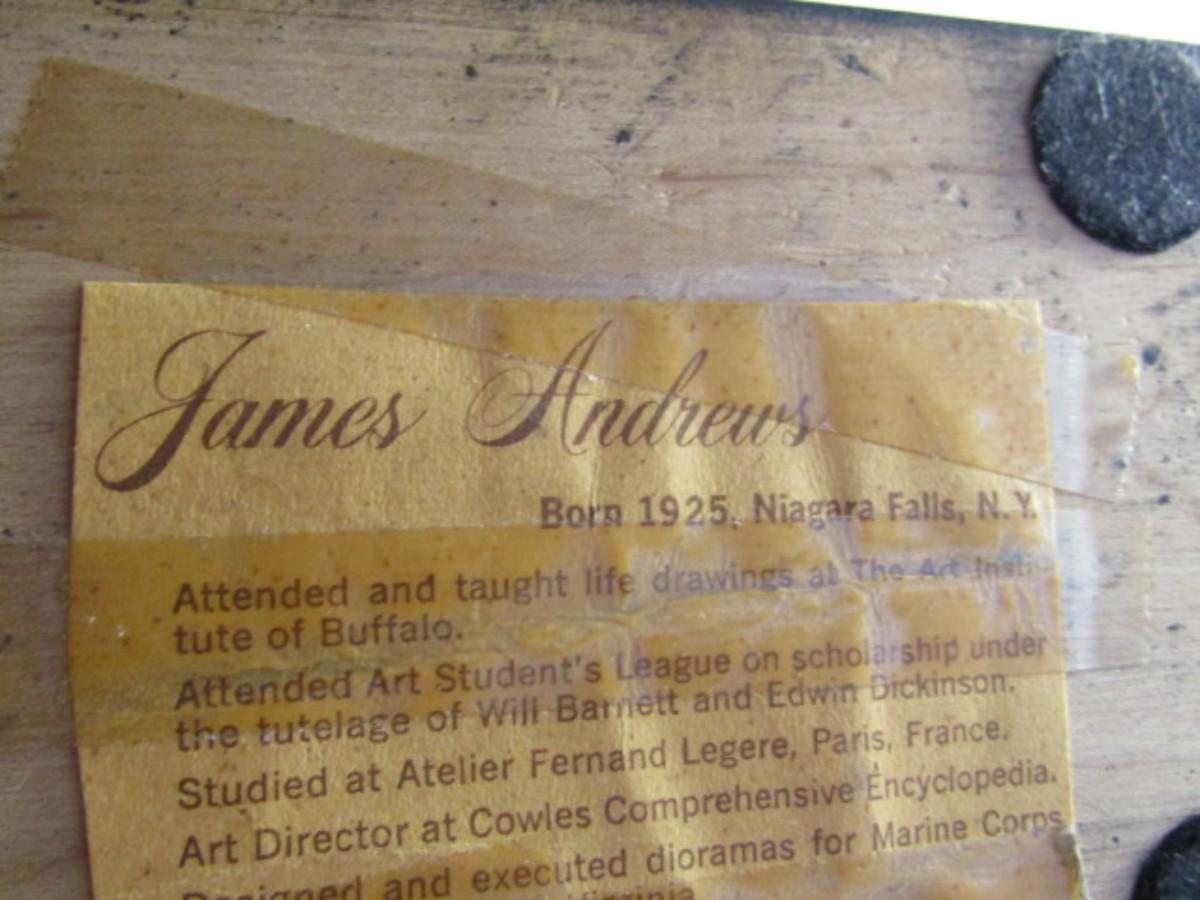 James Andrews
Born 1925, Niagara Falls, N.Y.
Attended and taught life drawings at The Art Insti-
tute of Buffalo.
Attended Art Student's League on scholarship under
the tutelage of Will Barnett and Edwin Dickinson.
Studied at Atelier Fernand Legere, Paris, France.
Art Director at Cowles Comprehensive Encyclopedia.
Designed and executed dioramas for Marine Corps
Virginia